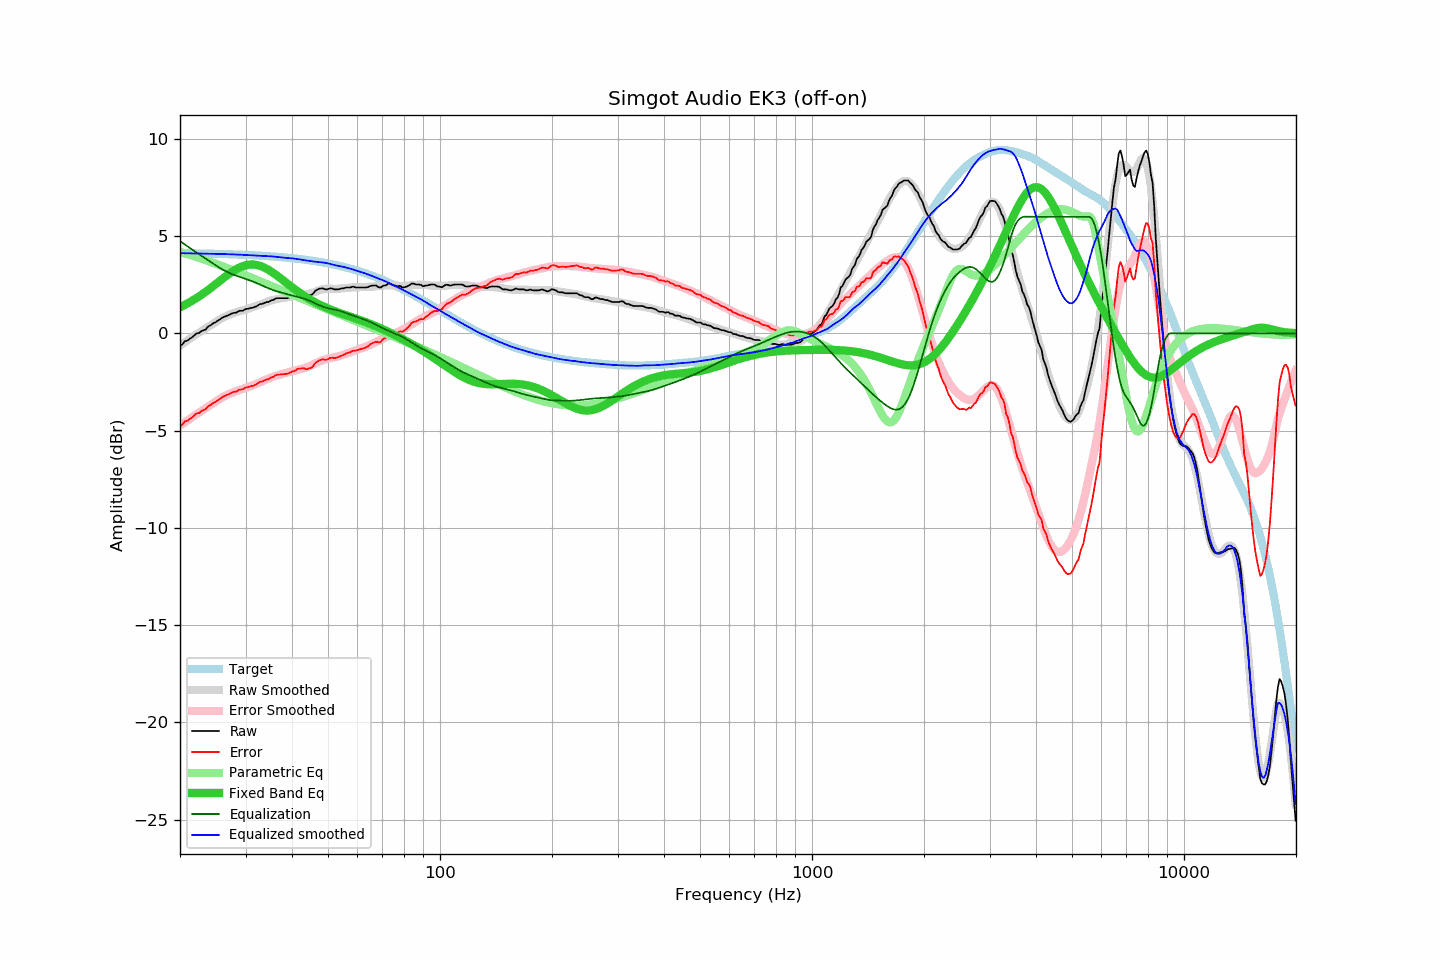 Simgot Audio EK3 (off-on)
10
5
0
−5
−10
−15
−20
−25
Amplitude (dBr)
Target
Raw Smoothed
Error Smoothed
Raw
Error
Parametric Eq
Fixed Band Eq
Equalization
Equalized smoothed
100
1000
10000
Frequency (Hz)